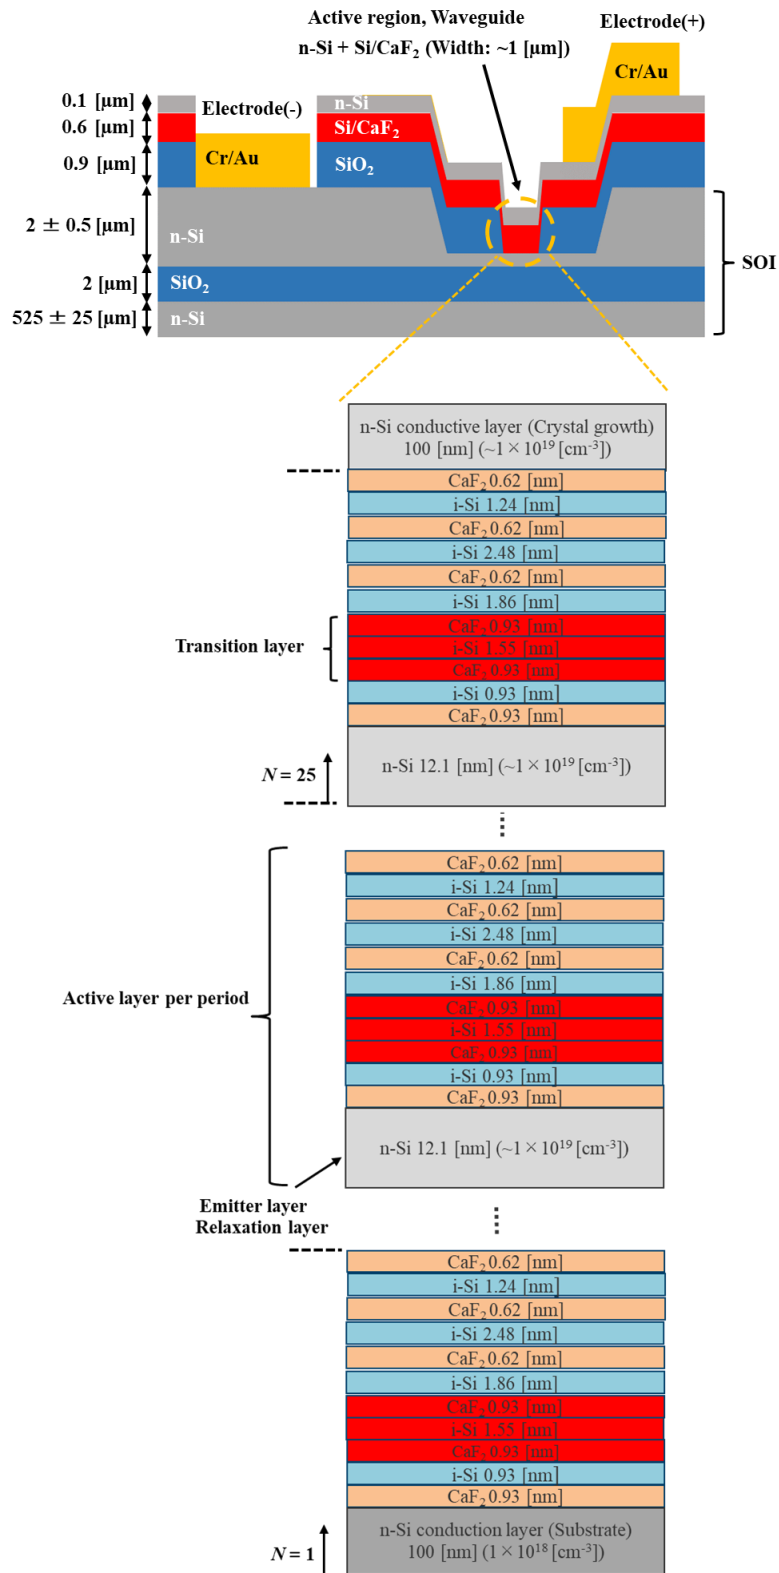 Active region, Waveguide
n-Si + Si/CaF₂ (Width: ~1 [μm])
Electrode(+)
Cr/Au
0.1 [μm]
Electrode(-)
n-Si
0.6 [μm]
Si/CaF₂
0.9 [μm]
Cr/Au
SiO₂
2 ± 0.5 [μm]
n-Si
SOI
2 [μm]
SiO₂
525 ± 25 [μm]
n-Si
n-Si conductive layer (Crystal growth)
100 [nm] (~1 × 10¹⁹ [cm⁻³])
CaF₂ 0.62 [nm]
i-Si 1.24 [nm]
CaF₂ 0.62 [nm]
i-Si 2.48 [nm]
CaF₂ 0.62 [nm]
i-Si 1.86 [nm]
CaF₂ 0.93 [nm]
Transition layer
i-Si 1.55 [nm]
CaF₂ 0.93 [nm]
i-Si 0.93 [nm]
CaF₂ 0.93 [nm]
n-Si 12.1 [nm] (~1 × 10¹⁹ [cm⁻³])
N = 25
CaF₂ 0.62 [nm]
i-Si 1.24 [nm]
CaF₂ 0.62 [nm]
i-Si 2.48 [nm]
CaF₂ 0.62 [nm]
i-Si 1.86 [nm]
Active layer per period
CaF₂ 0.93 [nm]
i-Si 1.55 [nm]
CaF₂ 0.93 [nm]
i-Si 0.93 [nm]
CaF₂ 0.93 [nm]
n-Si 12.1 [nm] (~1 × 10¹⁹ [cm⁻³])
Emitter layer
Relaxation layer
CaF₂ 0.62 [nm]
i-Si 1.24 [nm]
CaF₂ 0.62 [nm]
i-Si 2.48 [nm]
CaF₂ 0.62 [nm]
i-Si 1.86 [nm]
CaF₂ 0.93 [nm]
i-Si 1.55 [nm]
CaF₂ 0.93 [nm]
i-Si 0.93 [nm]
CaF₂ 0.93 [nm]
n-Si conduction layer (Substrate)
100 [nm] (1 × 10¹⁸ [cm⁻³])
N = 1